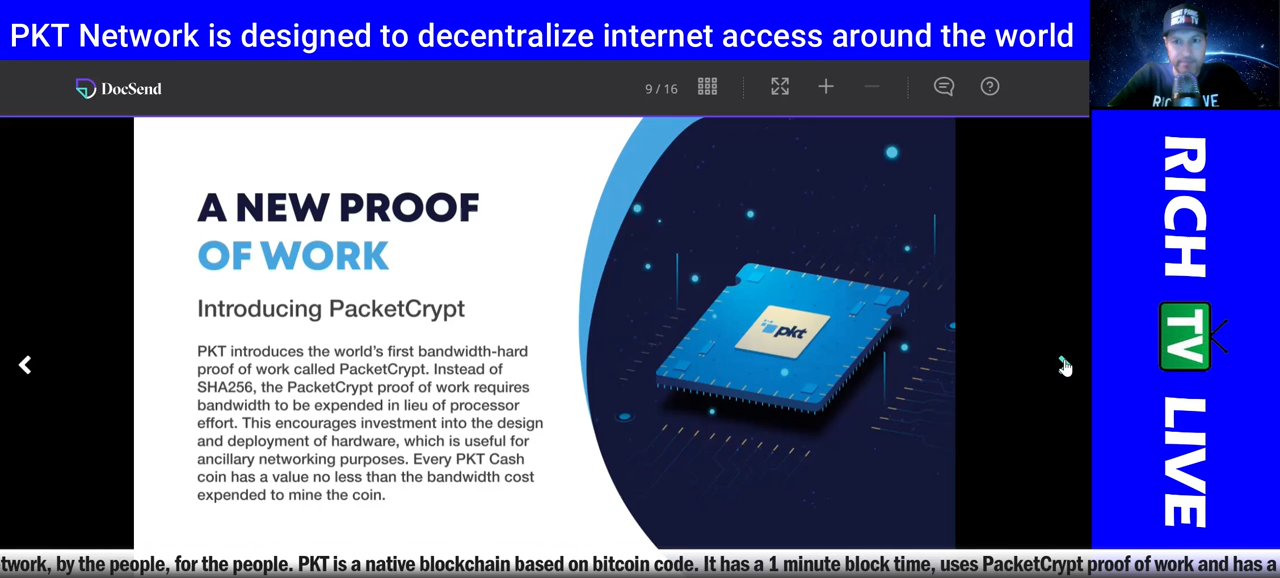 PKT Network is designed to decentralize internet access around the world
DocSend
9 / 16
A NEW PROOF
OF WORK
Introducing PacketCrypt
PKT introduces the world's first bandwidth-hard
proof of work called PacketCrypt. Instead of
SHA256, the PacketCrypt proof of work requires
bandwidth to be expended in lieu of processor
effort. This encourages investment into the design
and deployment of hardware, which is useful for
ancillary networking purposes. Every PKT Cash
coin has a value no less than the bandwidth cost
expended to mine the coin.
pkt
RICH TV LIVE
twork, by the people, for the people. PKT is a native blockchain based on bitcoin code. It has a 1 minute block time, uses PacketCrypt proof of work and has a